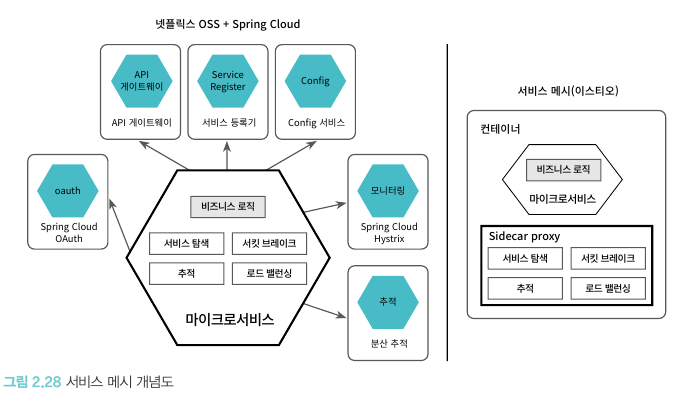 넷플릭스 OSS + Spring Cloud
API
게이트웨이
API 게이트웨이
Service
Register
서비스 등록기
Config
Config 서비스
oauth
Spring Cloud
OAuth
비즈니스 로직
서비스 탐색
서킷 브레이크
추적
로드 밸런싱
마이크로서비스
모니터링
Spring Cloud
Hystrix
추적
분산 추적
서비스 메시(이스티오)
컨테이너
비즈니스 로직
마이크로서비스
Sidecar proxy
서비스 탐색
서킷 브레이크
추적
로드 밸런싱
그림 2.28 서비스 메시 개념도